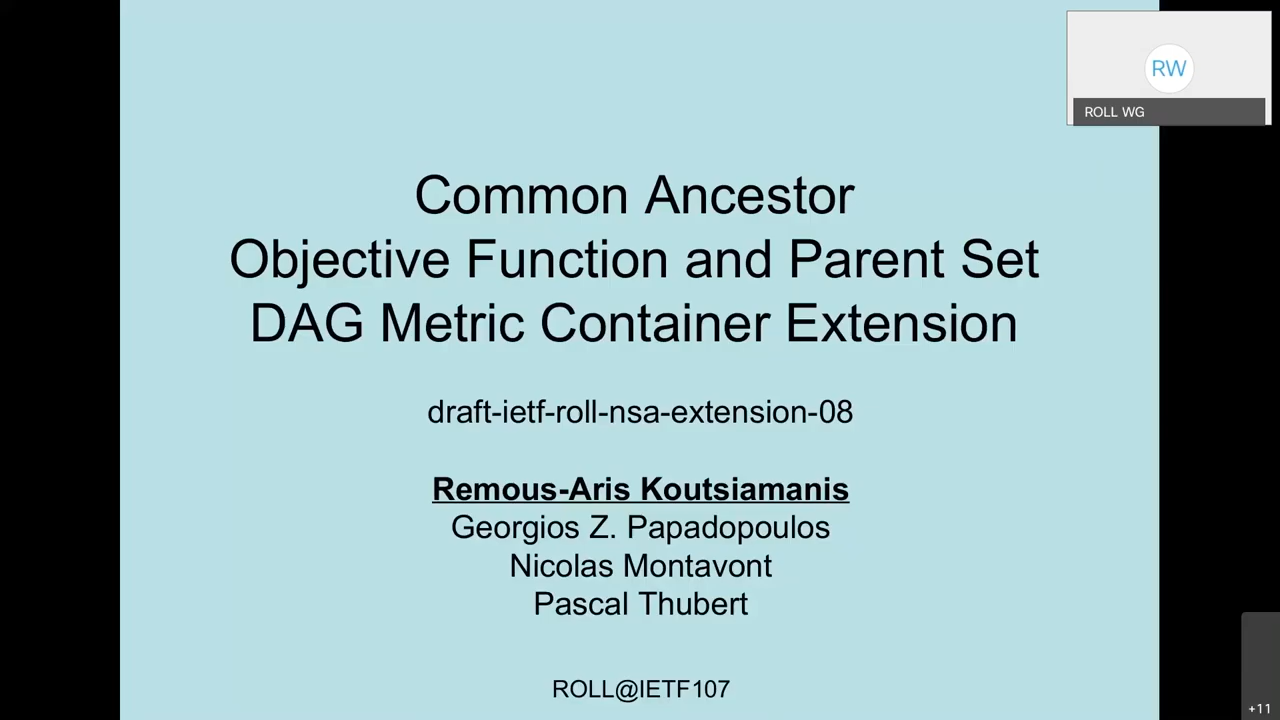 RW
ROLL WG
Common Ancestor
Objective Function and Parent Set
DAG Metric Container Extension
draft-ietf-roll-nsa-extension-08
Remous-Aris Koutsiamanis
Georgios Z. Papadopoulos
Nicolas Montavont
Pascal Thubert
ROLL@IETF107
+11